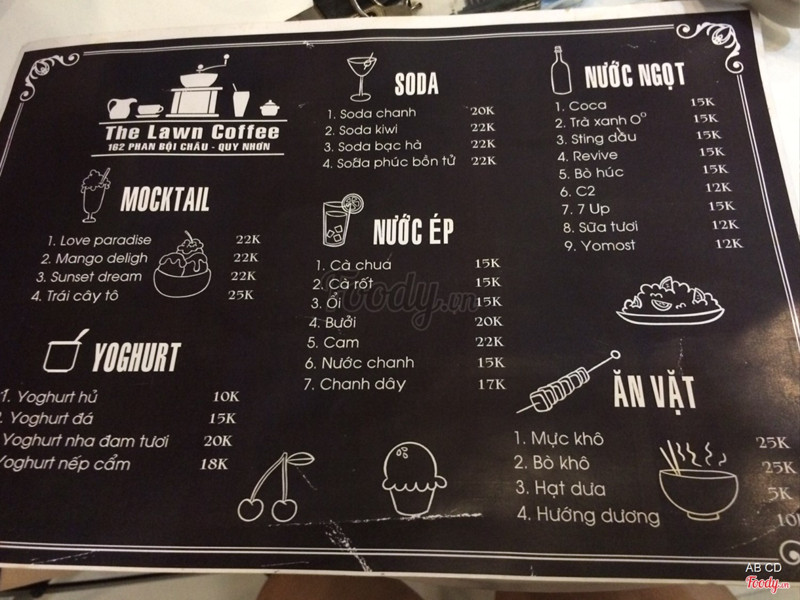 The Lawn Coffee
162 PHAN BỘI CHÂU - QUY NHƠN
MOCKTAIL
1. Love paradise 22K
2. Mango deligh 22K
3. Sunset dream 22K
4. Trái cây tô 25K
YOGHURT
1. Yoghurt hủ 10K
. Yoghurt đá 15K
Yoghurt nha đam tươi 20K
Yoghurt nếp cẩm 18K
SODA
1. Soda chanh 20K
2. Soda kiwi 22K
3. Soda bạc hà 22K
4. Soda phúc bồn tử 22K
NƯỚC ÉP
1. Cà chua 15K
2. Cà rốt 15K
3. Ổi 15K
4. Bưởi 20K
5. Cam 22K
6. Nước chanh 15K
7. Chanh dây 17K
Foody.vn
NƯỚC NGỌT
1. Coca 15K
2. Trà xanh O° 15K
3. Sting dâu 15K
4. Revive 15K
5. Bò húc 15K
6. C2 12K
7. 7 Up 15K
8. Sữa tươi 12K
9. Yomost 12K
ĂN VẶT
1. Mực khô 25K
2. Bò khô 25K
3. Hạt dưa 5K
4. Hướng dương 10
AB CD
Foody.vn